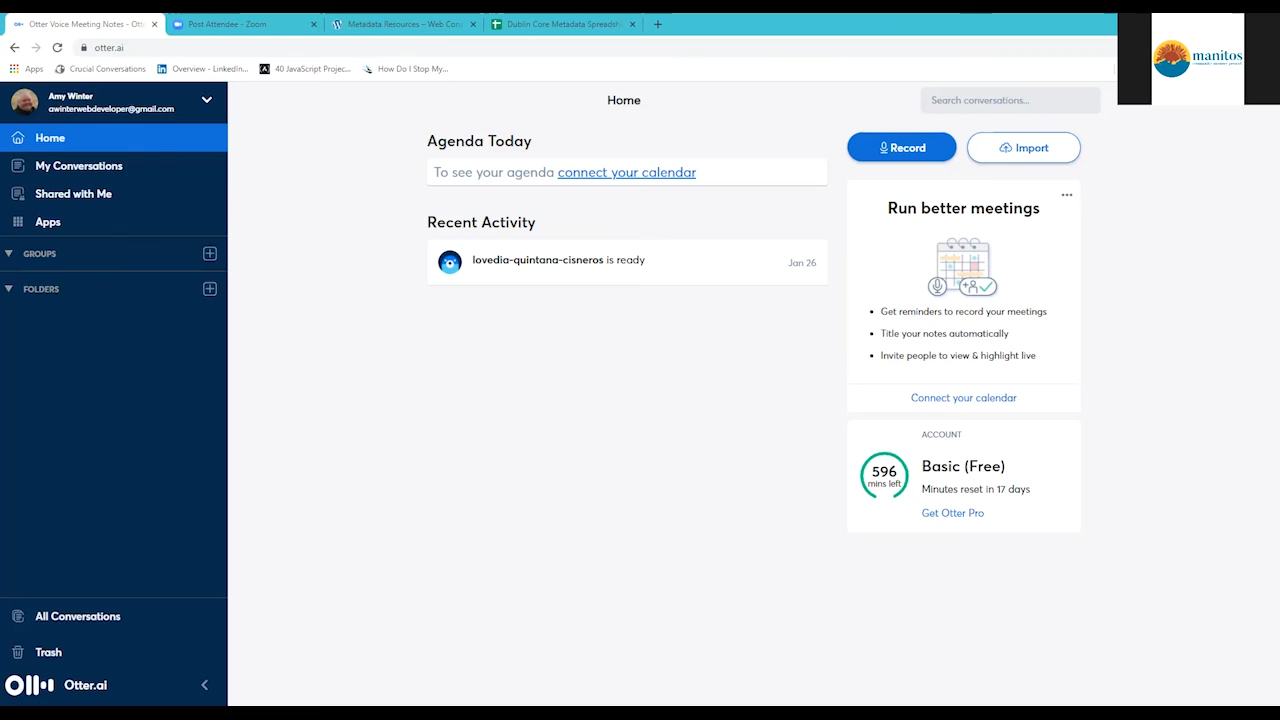 Otter Voice Meeting Notes - Ott
Post Attendee - Zoom
Metadata Resources – Web Con
Dublin Core Metadata Spreadsh
otter.ai
Apps
Crucial Conversations
Overview - LinkedIn...
40 JavaScript Projec...
How Do I Stop My...
manitos
Amy Winter
awinterwebdeveloper@gmail.com
Home
Search conversations...
Home
My Conversations
Shared with Me
Apps
GROUPS
FOLDERS
Agenda Today
To see your agenda connect your calendar
Recent Activity
lovedia-quintana-cisneros is ready
Jan 26
Record
Import
Run better meetings
• Get reminders to record your meetings
• Title your notes automatically
• Invite people to view & highlight live
Connect your calendar
ACCOUNT
596
mins left
Basic (Free)
Minutes reset in 17 days
Get Otter Pro
All Conversations
Trash
Otter.ai